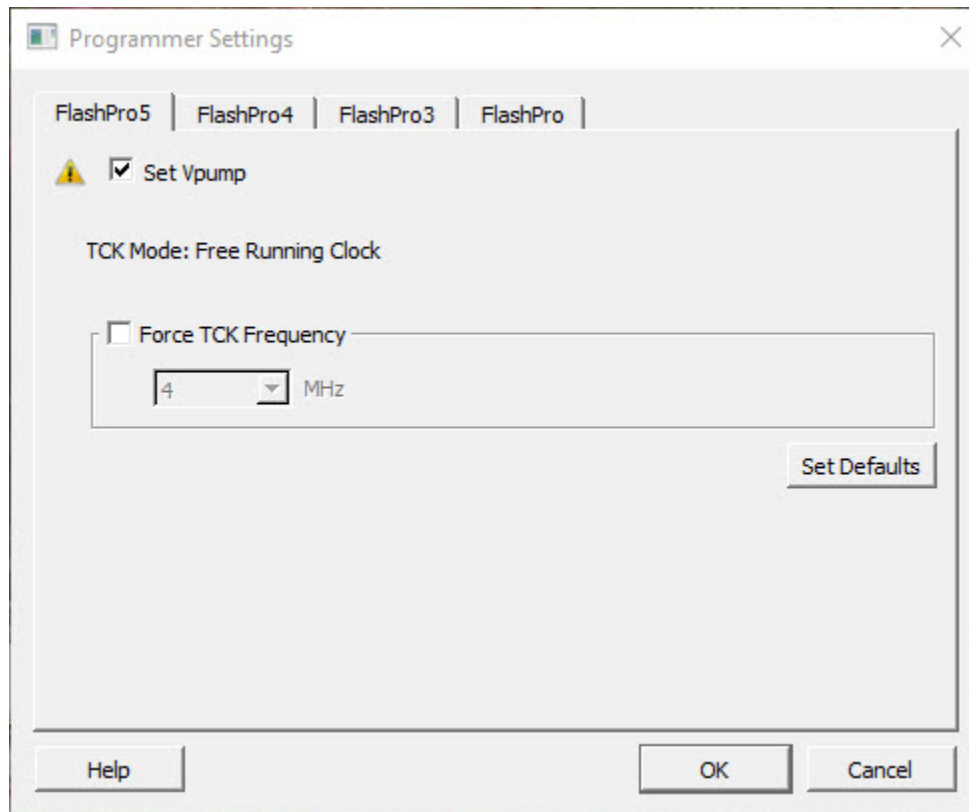 Programmer Settings
FlashPro5 FlashPro4 FlashPro3 FlashPro
Set Vpump
TCK Mode: Free Running Clock
Force TCK Frequency
4 MHz
Set Defaults
Help OK Cancel